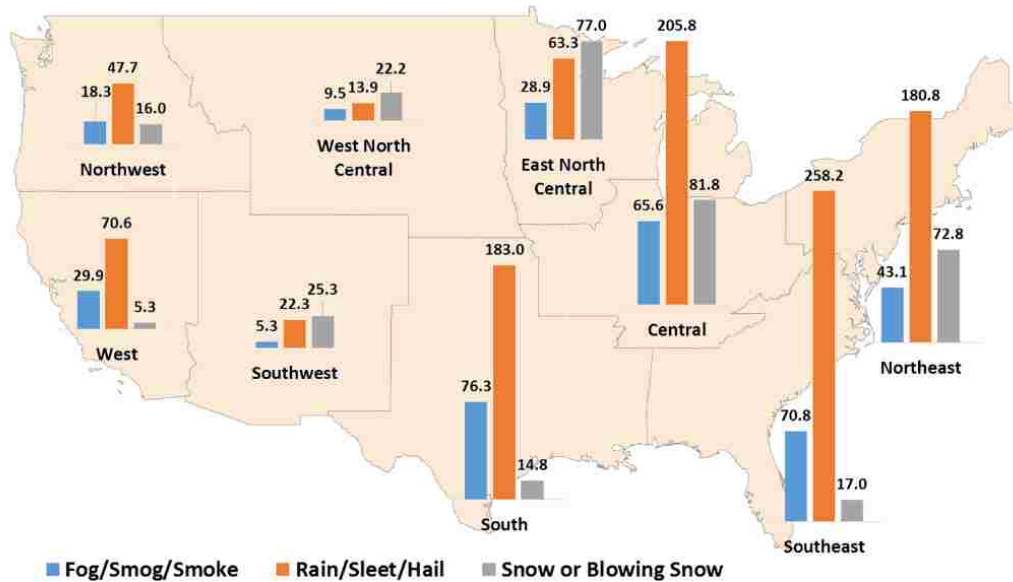 18.3
47.7
16.0
Northwest
9.5
13.9
22.2
West North
Central
28.9
63.3
77.0
East North
Central
65.6
205.8
81.8
Central
43.1
180.8
72.8
Northeast
29.9
70.6
5.3
West
5.3
22.3
25.3
Southwest
76.3
183.0
14.8
South
70.8
258.2
17.0
Southeast
Fog/Smog/Smoke
Rain/Sleet/Hail
Snow or Blowing Snow